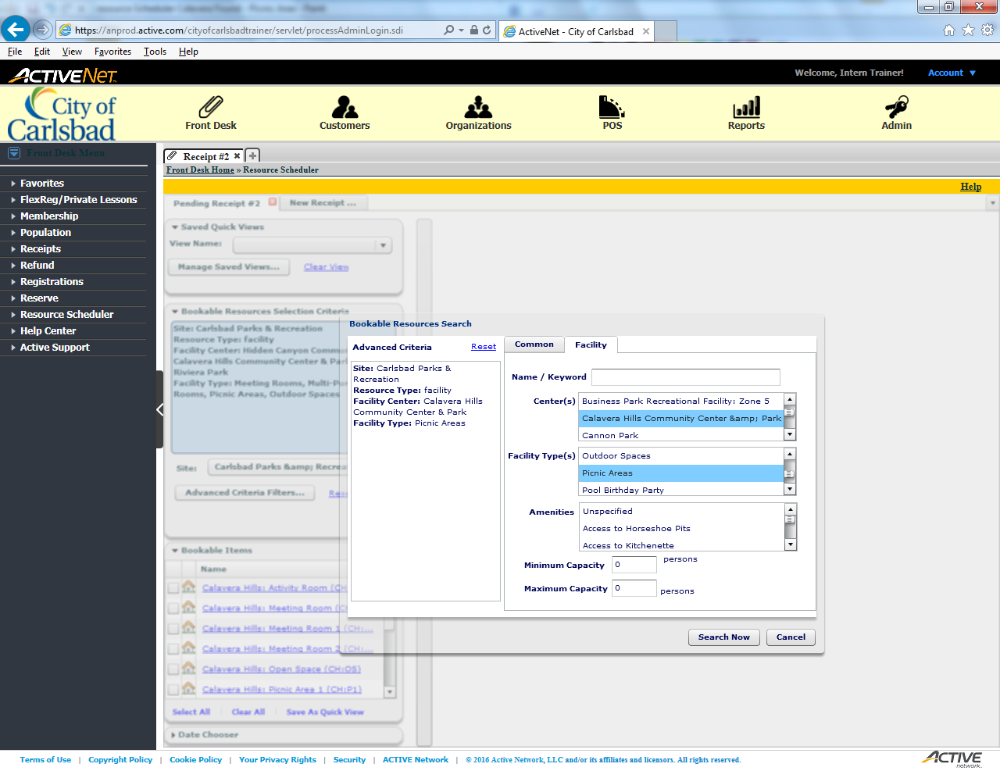 https://anprod.active.com/cityofcarlsbadtrainer/servlet/processAdminLogin.sdi
ActiveNet - City of Carlsbad
File Edit View Favorites Tools Help
ACTIVENET
Welcome, Intern Trainer! Account
City of
Carlsbad
Front Desk Customers Organizations POS Reports Admin
Front Desk Menu
Receipt #2
Front Desk Home » Resource Scheduler
Help
Favorites
FlexReg/Private Lessons
Membership
Population
Receipts
Refund
Registrations
Reserve
Resource Scheduler
Help Center
Active Support
Pending Receipt #2 New Receipt ...
Saved Quick Views
View Name:
Manage Saved Views... Clear View
Bookable Resources Selection Criteria
Site: Carlsbad Parks & Recreation
Resource Type: facility
Facility Center: Hidden Canyon Commu
Calavera Hills Community Center & Par
Riviera Park
Facility Type: Meeting Rooms, Multi-Pu
Rooms, Picnic Areas, Outdoor Spaces
Site: Carlsbad Parks &amp; Recrea
Advanced Criteria Filters...
Bookable Items
Name
Calavera Hills: Activity Room (CH
Calavera Hills: Meeting Room (C
Calavera Hills: Meeting Room 1 (CH:...
Calavera Hills: Meeting Room 2 (CH:...
Calavera Hills: Open Space (CH:OS)
Calavera Hills: Picnic Area 1 (CH:P1)
Select All Clear All Save As Quick View
Date Chooser
Bookable Resources Search
Advanced Criteria Reset
Site: Carlsbad Parks &
Recreation
Resource Type: facility
Facility Center: Calavera Hills
Community Center & Park
Facility Type: Picnic Areas
Common Facility
Name / Keyword
Center(s)
Business Park Recreational Facility: Zone 5
Calavera Hills Community Center &amp; Park
Cannon Park
Facility Type(s)
Outdoor Spaces
Picnic Areas
Pool Birthday Party
Amenities
Unspecified
Access to Horseshoe Pits
Access to Kitchenette
Minimum Capacity 0 persons
Maximum Capacity 0 persons
Search Now Cancel
Terms of Use | Copyright Policy | Cookie Policy | Your Privacy Rights | Security | ACTIVE Network | © 2016 Active Network, LLC and/or its affiliates and licensors. All rights reserved.
ACTIVE
network